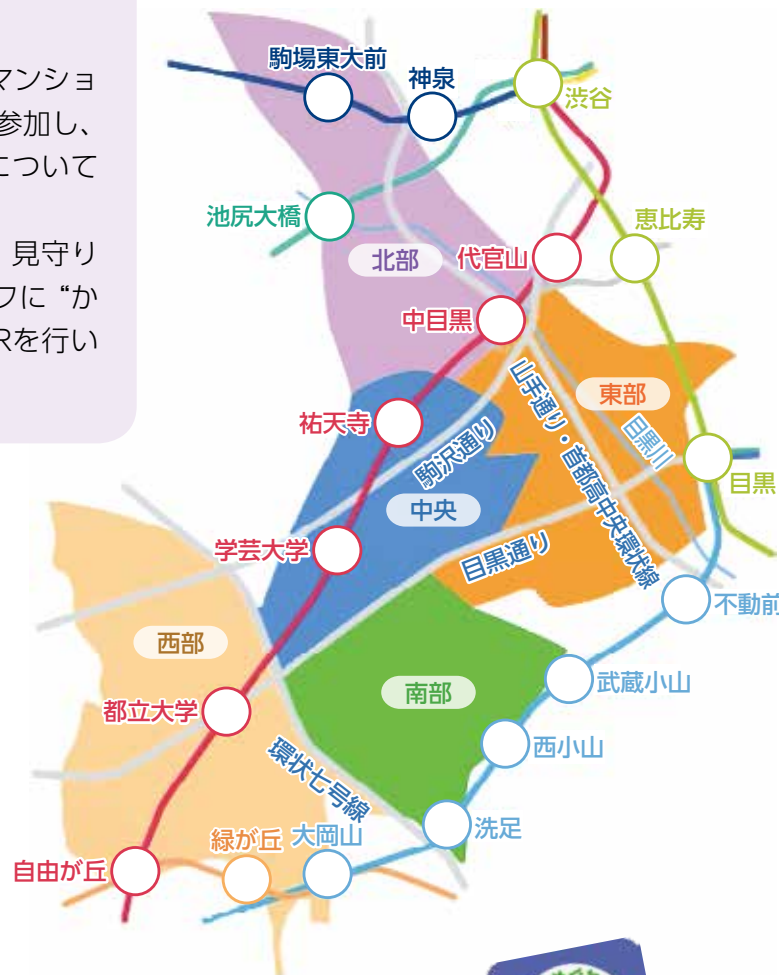 マンショ
参加し、
について
見守り
フに “か
Rを行い
駒場東大前
神泉
渋谷
池尻大橋
恵比寿
北部
代官山
中目黒
東部
山手通り・首都高中央環状線
目黒川
祐天寺
駒沢通り
目黒
中央
学芸大学
目黒通り
不動前
西部
武蔵小山
南部
都立大学
西小山
環状七号線
洗足
緑が丘
大岡山
自由が丘